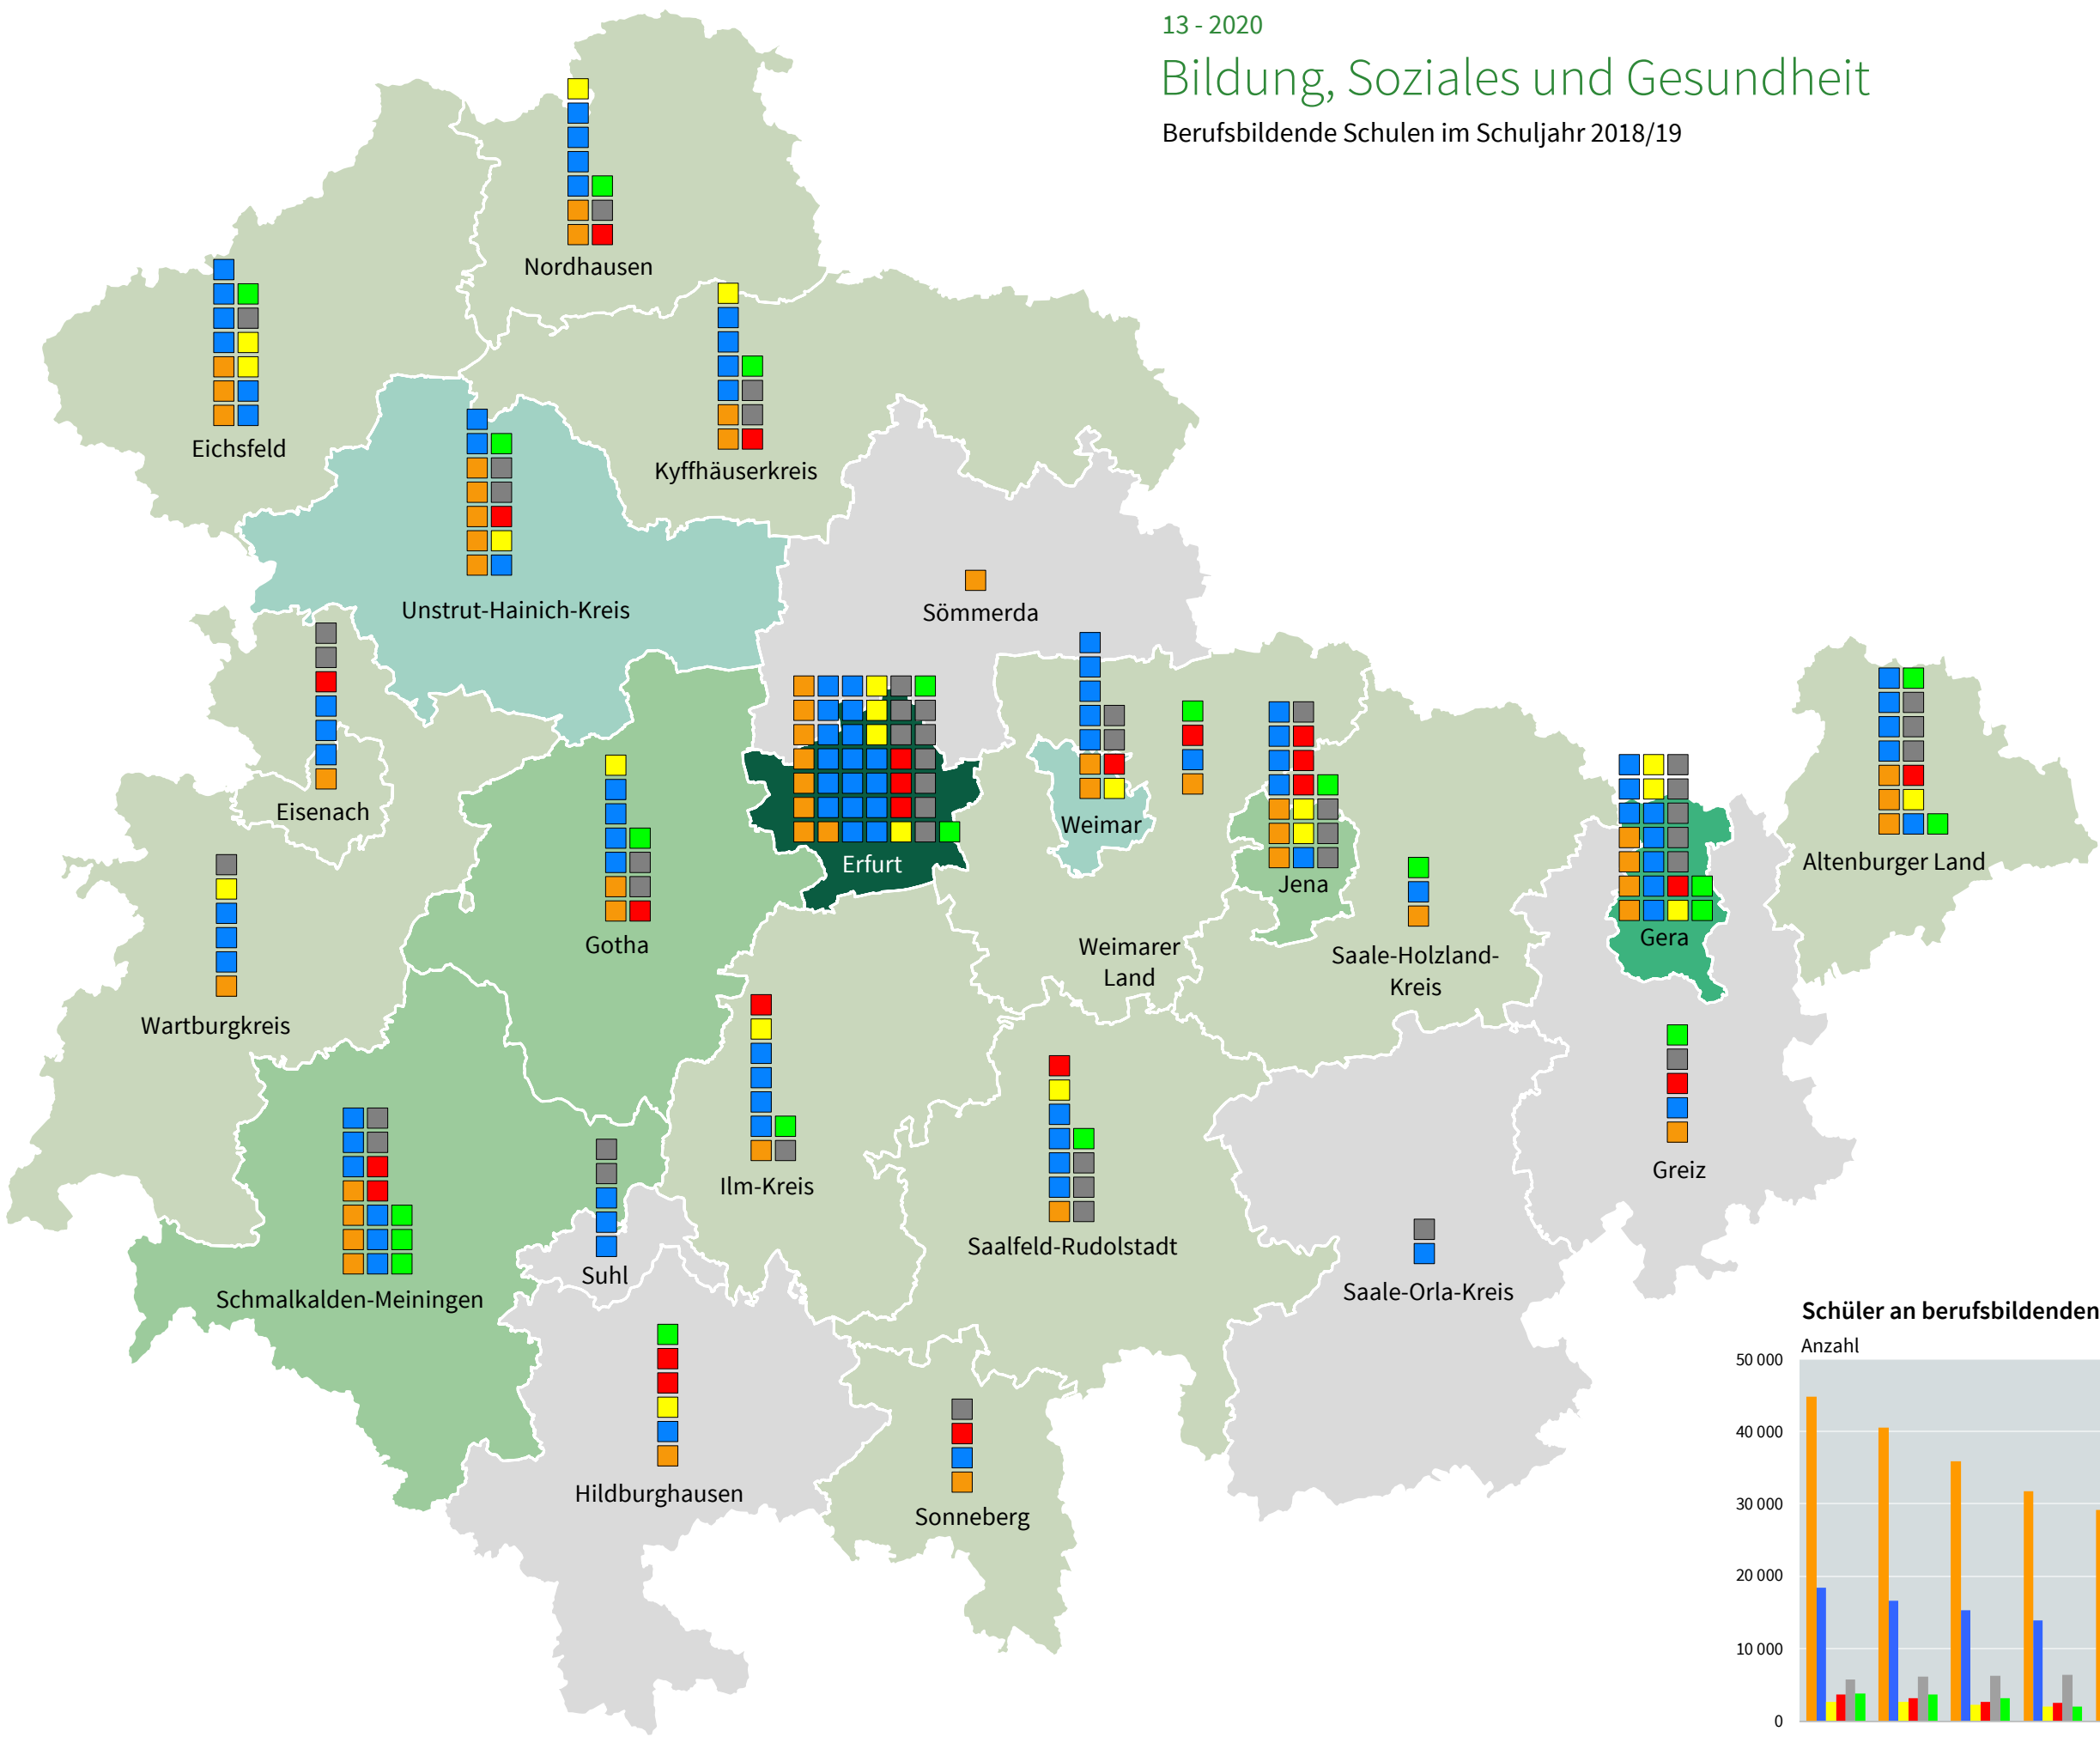 13 - 2020
Bildung, Soziales und Gesundheit
Berufsbildende Schulen im Schuljahr 2018/19
Nordhausen
Eichsfeld
Kyffhäuserkreis
Unstrut-Hainich-Kreis
Sömmerda
Eisenach
Erfurt
Weimar
Jena
Altenburger Land
Gotha
Weimarer
Land
Saale-Holzland-
Kreis
Gera
Wartburgkreis
Ilm-Kreis
Greiz
Saalfeld-Rudolstadt
Suhl
Saale-Orla-Kreis
Schmalkalden-Meiningen
Hildburghausen
Sonneberg
Schüler an berufsbildenden
Anzahl
50 000
40 000
30 000
20 000
10 000
0